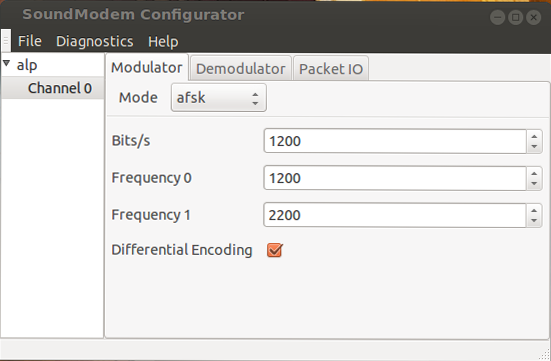 SoundModem Configurator
File Diagnostics Help
alp
Channel 0
Modulator Demodulator Packet IO
Mode afsk
Bits/s 1200
Frequency 0 1200
Frequency 1 2200
Differential Encoding